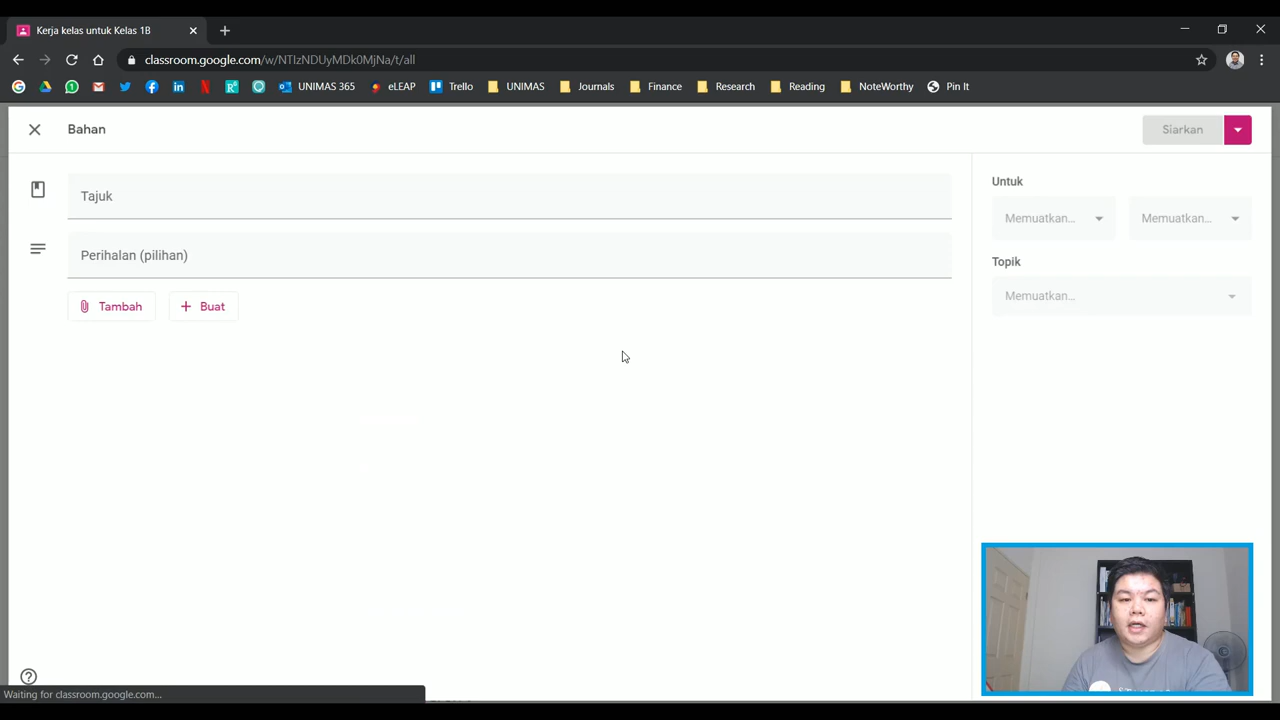 Kerja kelas untuk Kelas 1B
classroom.google.com/w/NTIzNDUyMDk0MjNa/t/all
UNIMAS 365 eLEAP Trello UNIMAS Journals Finance Research Reading NoteWorthy Pin It
Bahan
Siarkan
Tajuk
Perihalan (pilihan)
Tambah
Buat
Untuk
Memuatkan... Memuatkan...
Topik
Memuatkan...
Waiting for classroom.google.com...